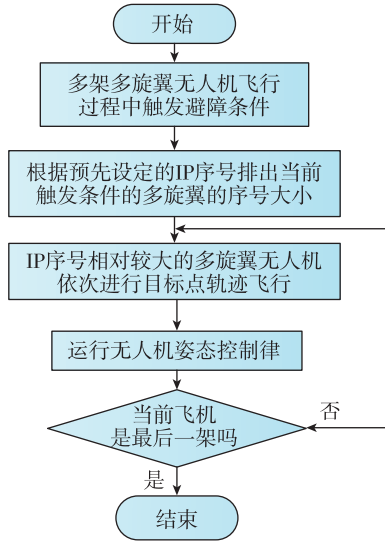 开始
多架多旋翼无人机飞行
过程中触发避障条件
根据预先设定的IP序号排出当前
触发条件的多旋翼的序号大小
IP序号相对较大的多旋翼无人机
依次进行目标点轨迹飞行
运行无人机姿态控制律
当前飞机
是最后一架吗
否
是
结束